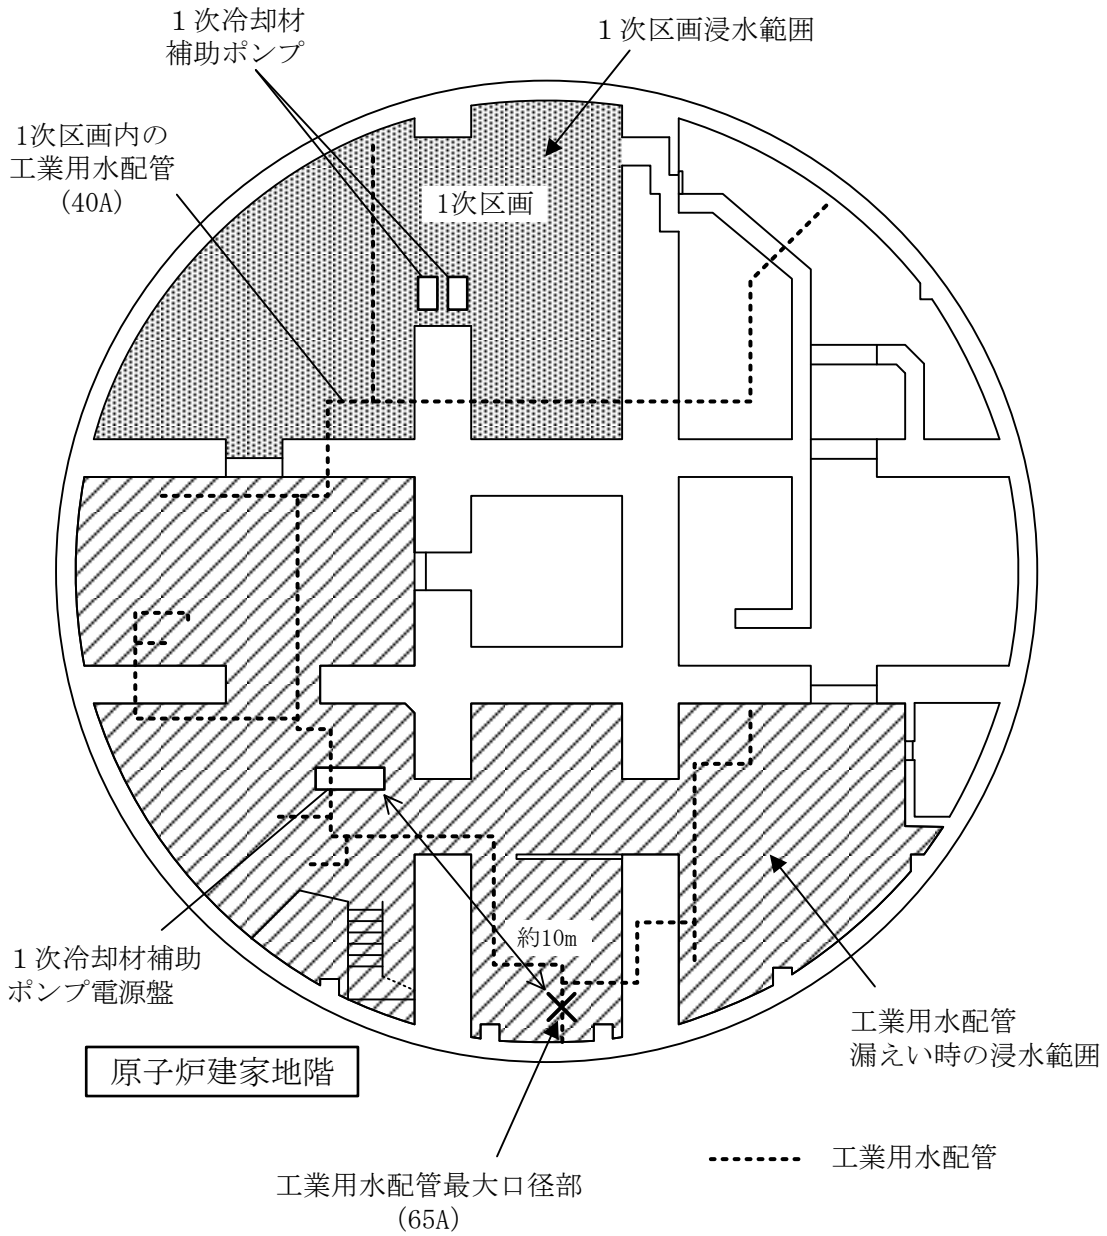 １次冷却材
補助ポンプ
１次区画浸水範囲
1次区画内の
工業用水配管
(40A)
1次区画
約10m
１次冷却材補助
ポンプ電源盤
工業用水配管
漏えい時の浸水範囲
原子炉建家地階
工業用水配管
工業用水配管最大口径部
(65A)